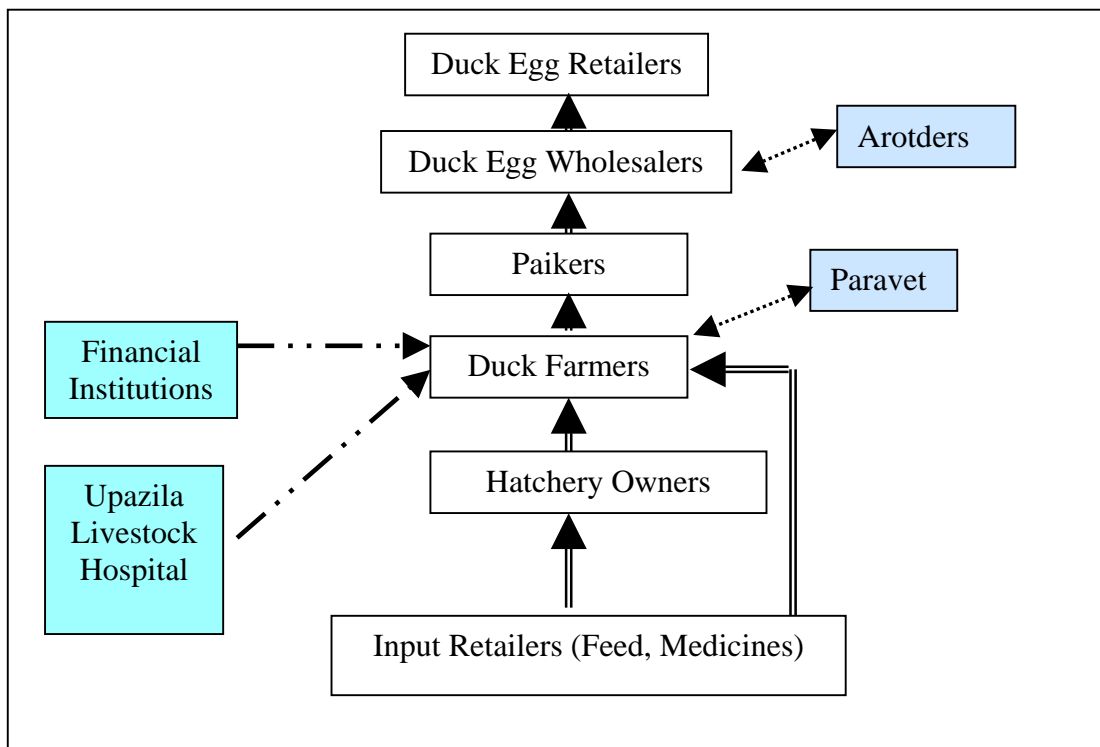 Duck Egg Retailers
Arotders
Duck Egg Wholesalers
Paikers
Paravet
Financial
Institutions
Duck Farmers
Hatchery Owners
Upazila
Livestock
Hospital
Input Retailers (Feed, Medicines)